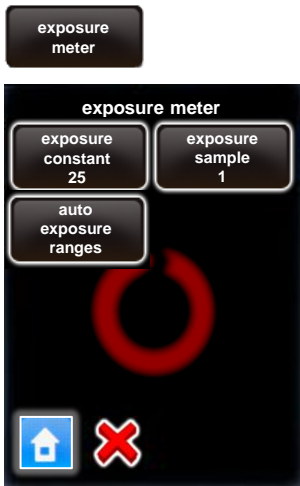 exposure
meter
exposure meter
exposure
constant
25
exposure
sample
1
auto
exposure
ranges